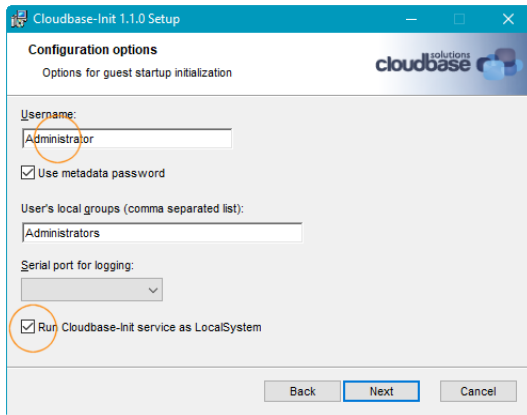 Cloudbase-Init 1.1.0 Setup
Configuration options
Options for guest startup initialization
cloudbase solutions
Username:
Administrator
Use metadata password
User's local groups (comma separated list):
Administrators
Serial port for logging:
Run Cloudbase-Init service as LocalSystem
Back Next Cancel